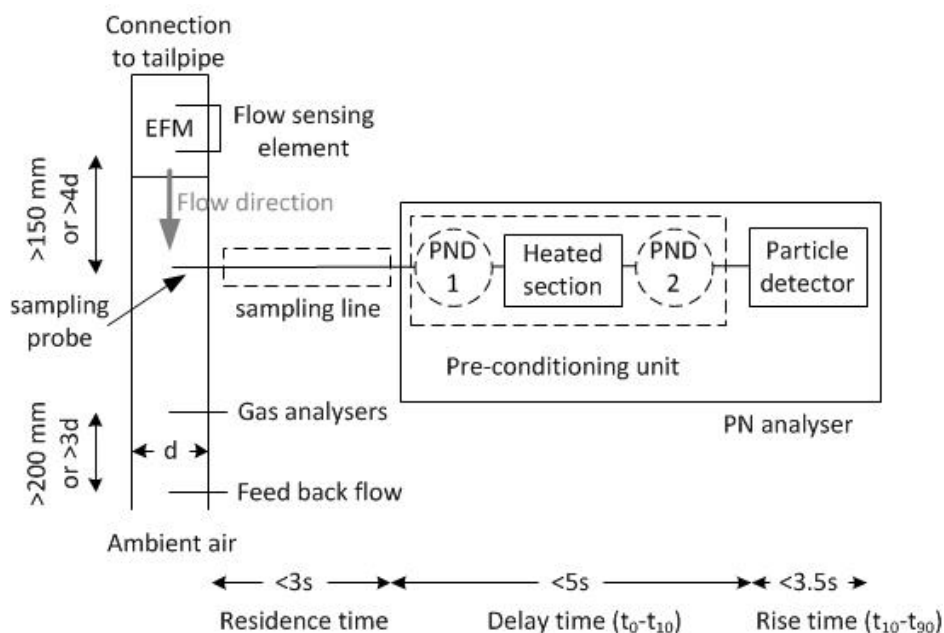 Connection
to tailpipe
EFM
Flow sensing
element
>150 mm
or >4d
Flow direction
sampling
probe
sampling line
PND
1
Heated
section
PND
2
Particle
detector
Pre-conditioning unit
PN analyser
>200 mm
or >3d
Gas analysers
d
Feed back flow
Ambient air
<3s
<5s
<3.5s
Residence time
Delay time (t0-t10)
Rise time (t10-t90)